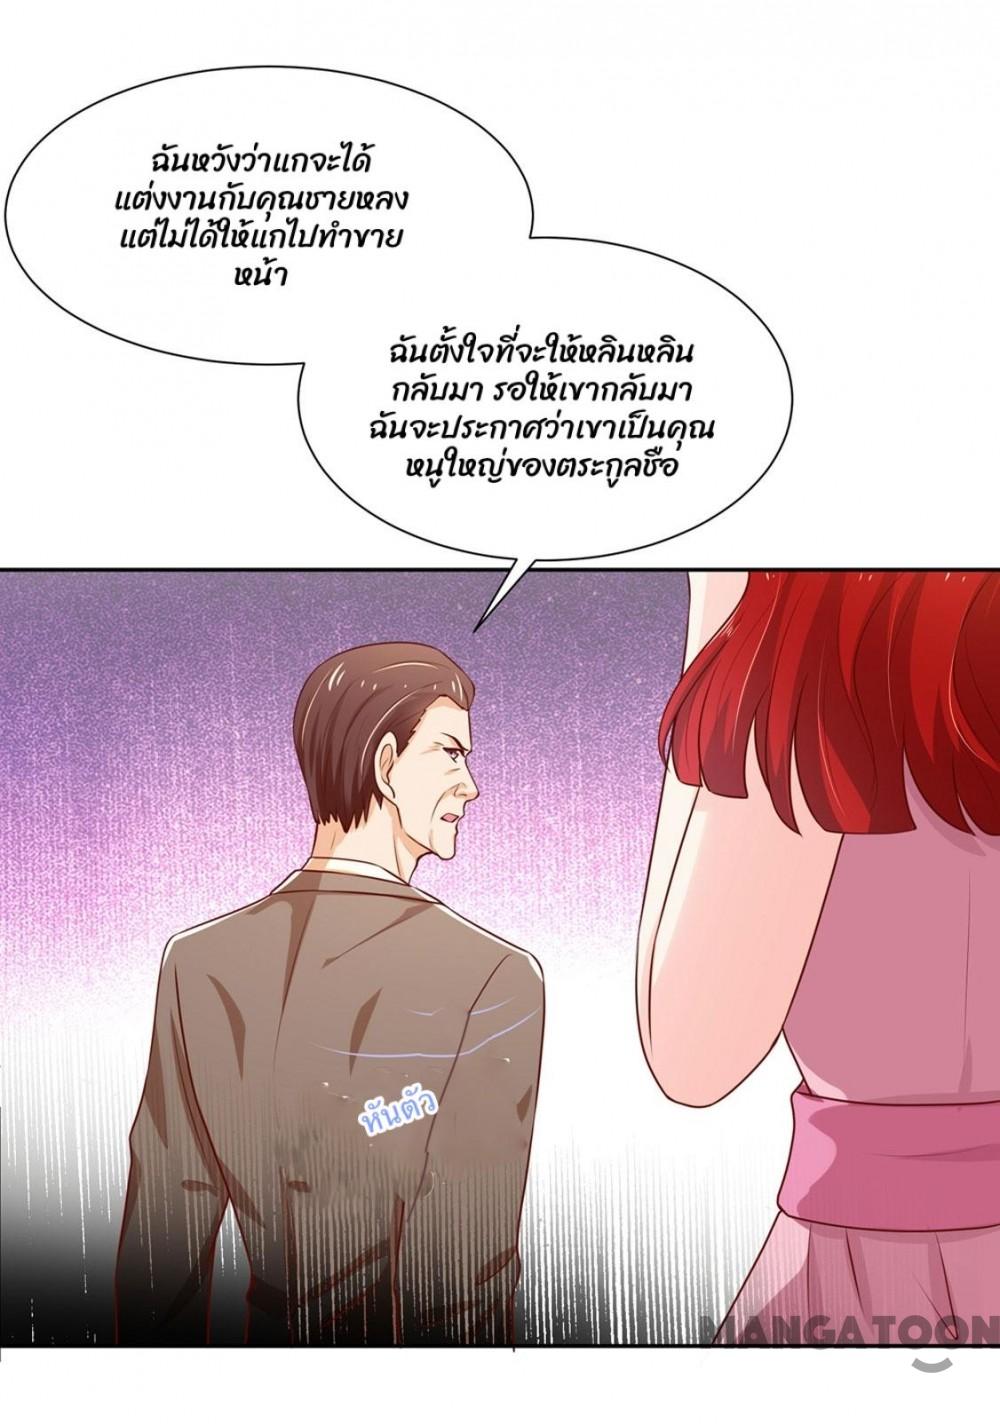 ฉันหวังว่าแกจะได้
แต่งงานกับคุณชายหลง
แต่ไม่ได้ให้แกไปทำขาย
หน้า
ฉันตั้งใจที่จะให้หลินหลิน
กลับมา รอให้เขากลับมา
ฉันจะประกาศว่าเขาเป็นคุณ
หนูใหญ่ของตระกูลชือ
หันตัว
MANGATOON